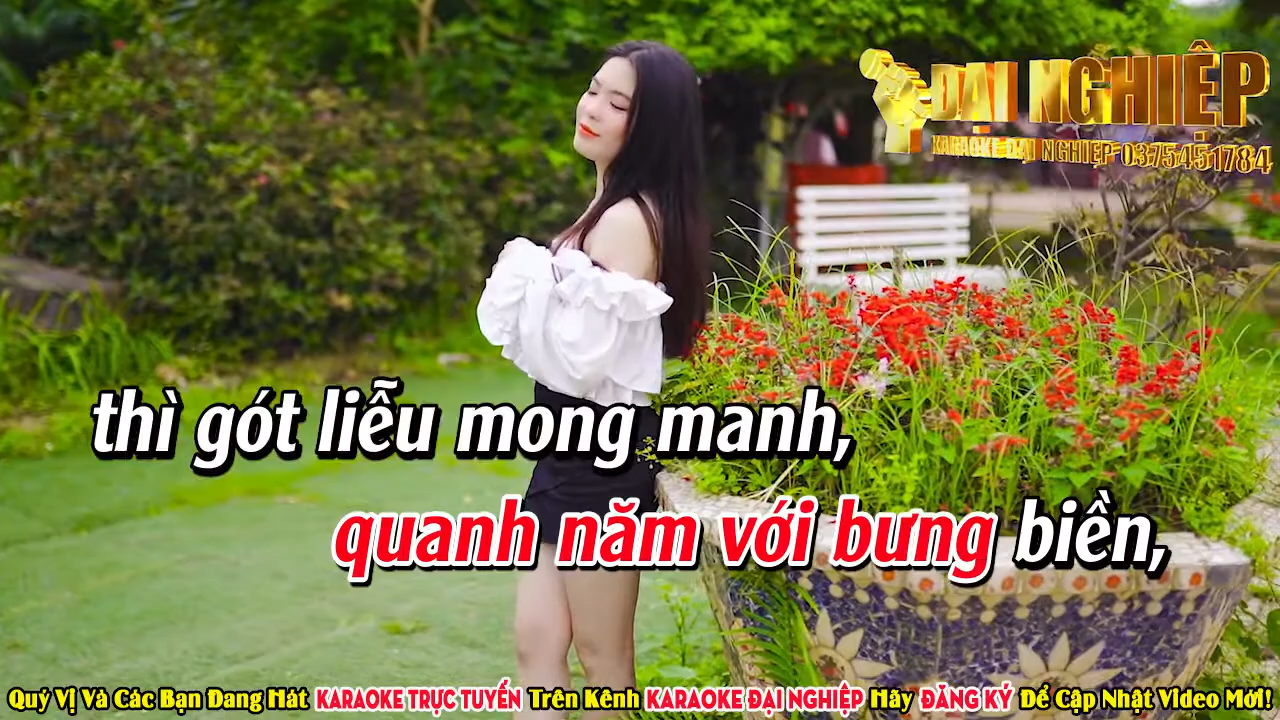 ĐẠI NGHIỆP
KARAOKE ĐẠI NGHIỆP 0375451784
thì gót liễu mong manh,
quanh năm với bưng biền,
Quý Vị Và Các Bạn Đang Hát KARAOKE TRỰC TUYẾN Trên Kênh KARAOKE ĐẠI NGHIỆP Hãy ĐĂNG KÝ Để Cập Nhật Video Mới!